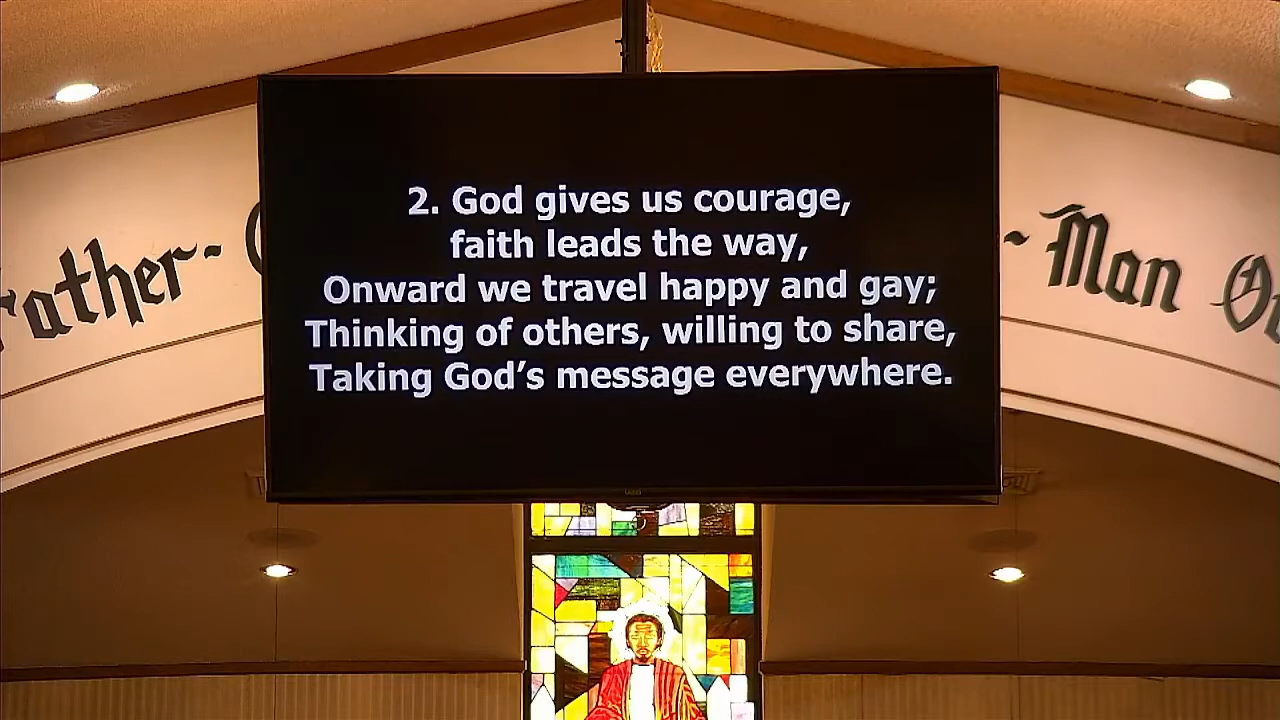 2. God gives us courage,
faith leads the way,
Onward we travel happy and gay;
Thinking of others, willing to share,
Taking God's message everywhere.
Man